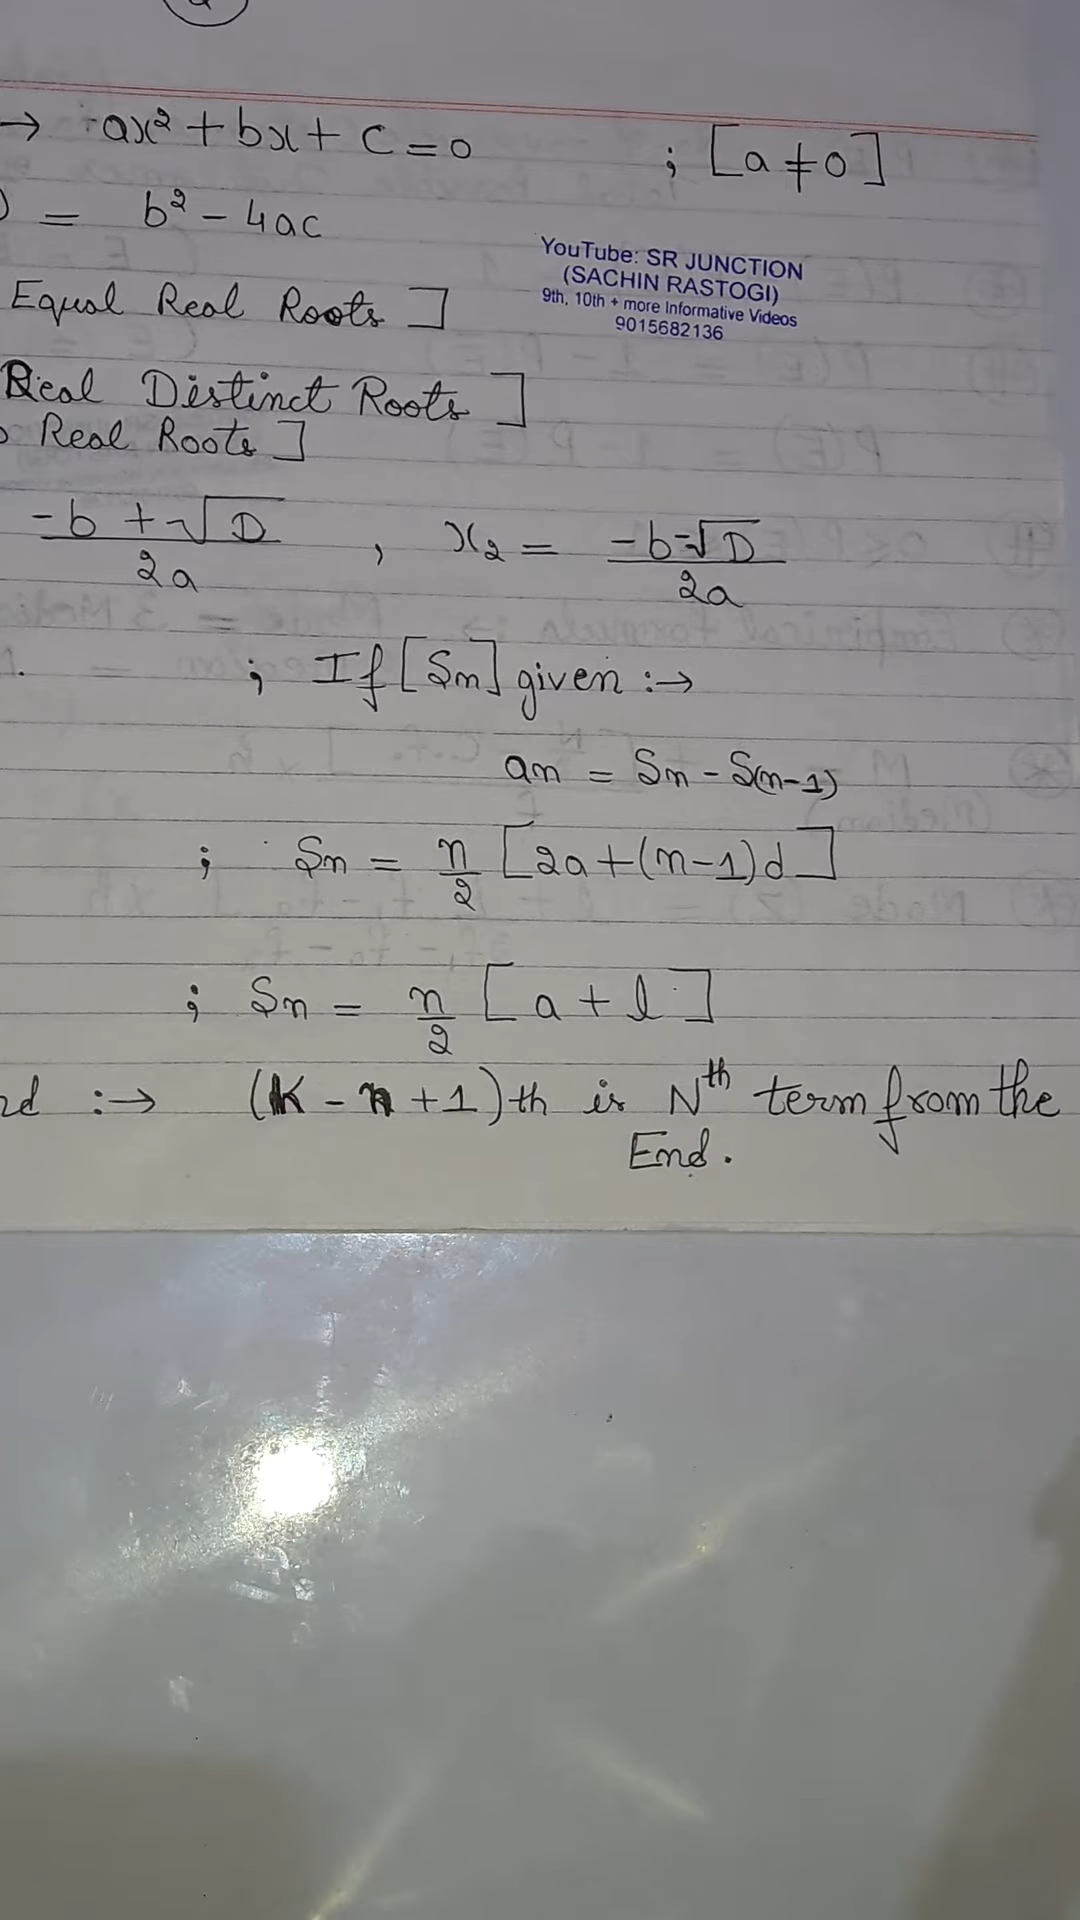 → ax² + bx + c = 0 ; [a ≠ 0]
= b² - 4ac
YouTube: SR JUNCTION
(SACHIN RASTOGI)
9th, 10th + more Informative Videos
9015682136
Equal Real Roots ]
Real Distinct Roots ]
Real Roots ]
-b + √D / 2a , x₂ = -b - √D / 2a
; If [Sn] given :→
an = Sn - S(n-1)
; Sn = n/2 [2a + (n-1)d]
; Sn = n/2 [a + l]
:→ (K - n + 1)th is Nth term from the
End.